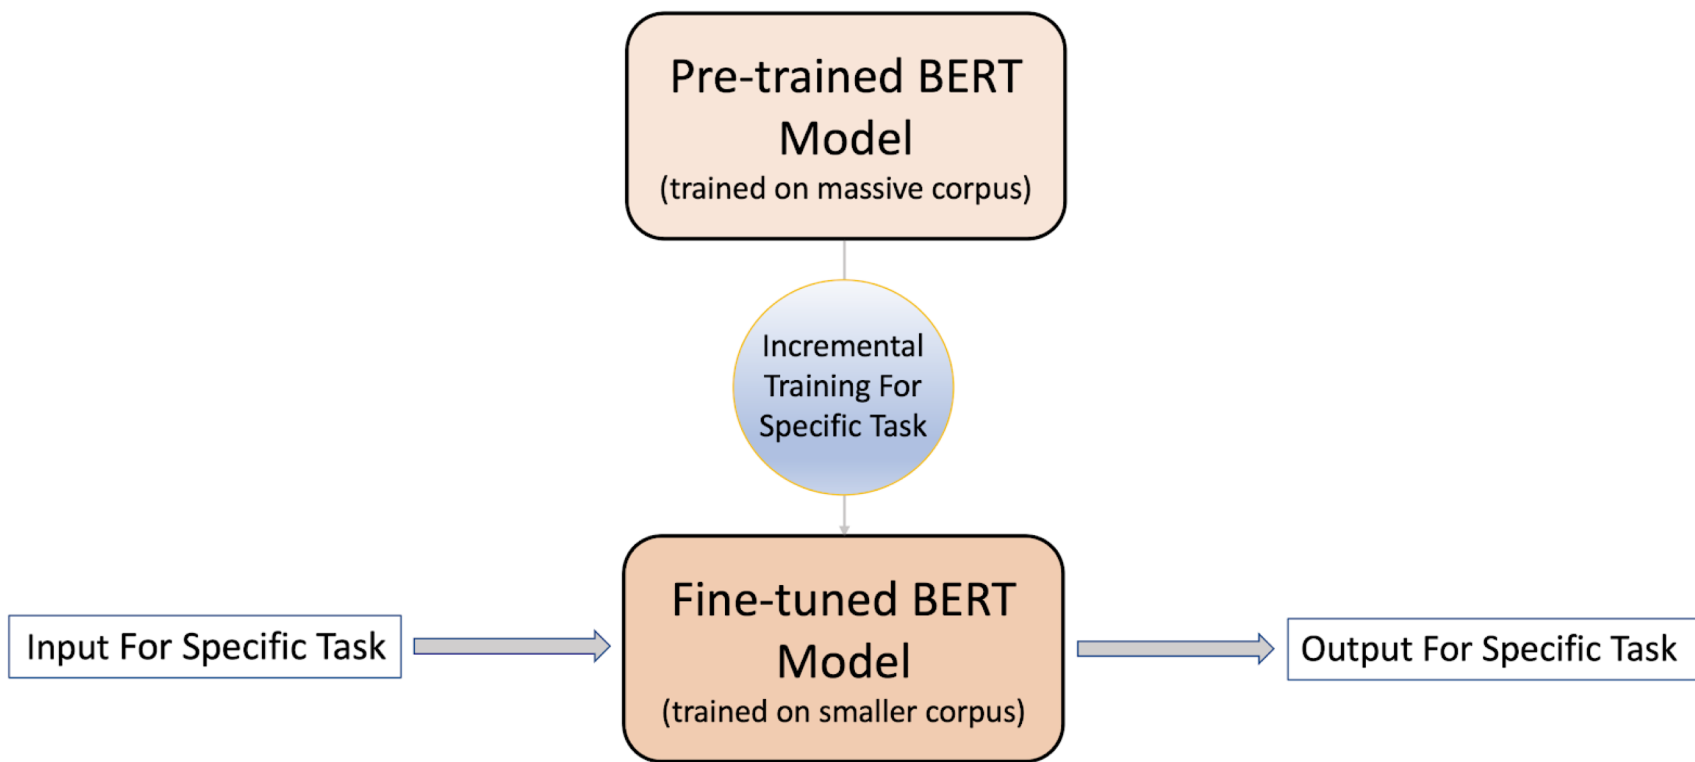 Pre-trained BERT
Model
(trained on massive corpus)
Incremental
Training For
Specific Task
Input For Specific Task
Fine-tuned BERT
Model
(trained on smaller corpus)
Output For Specific Task